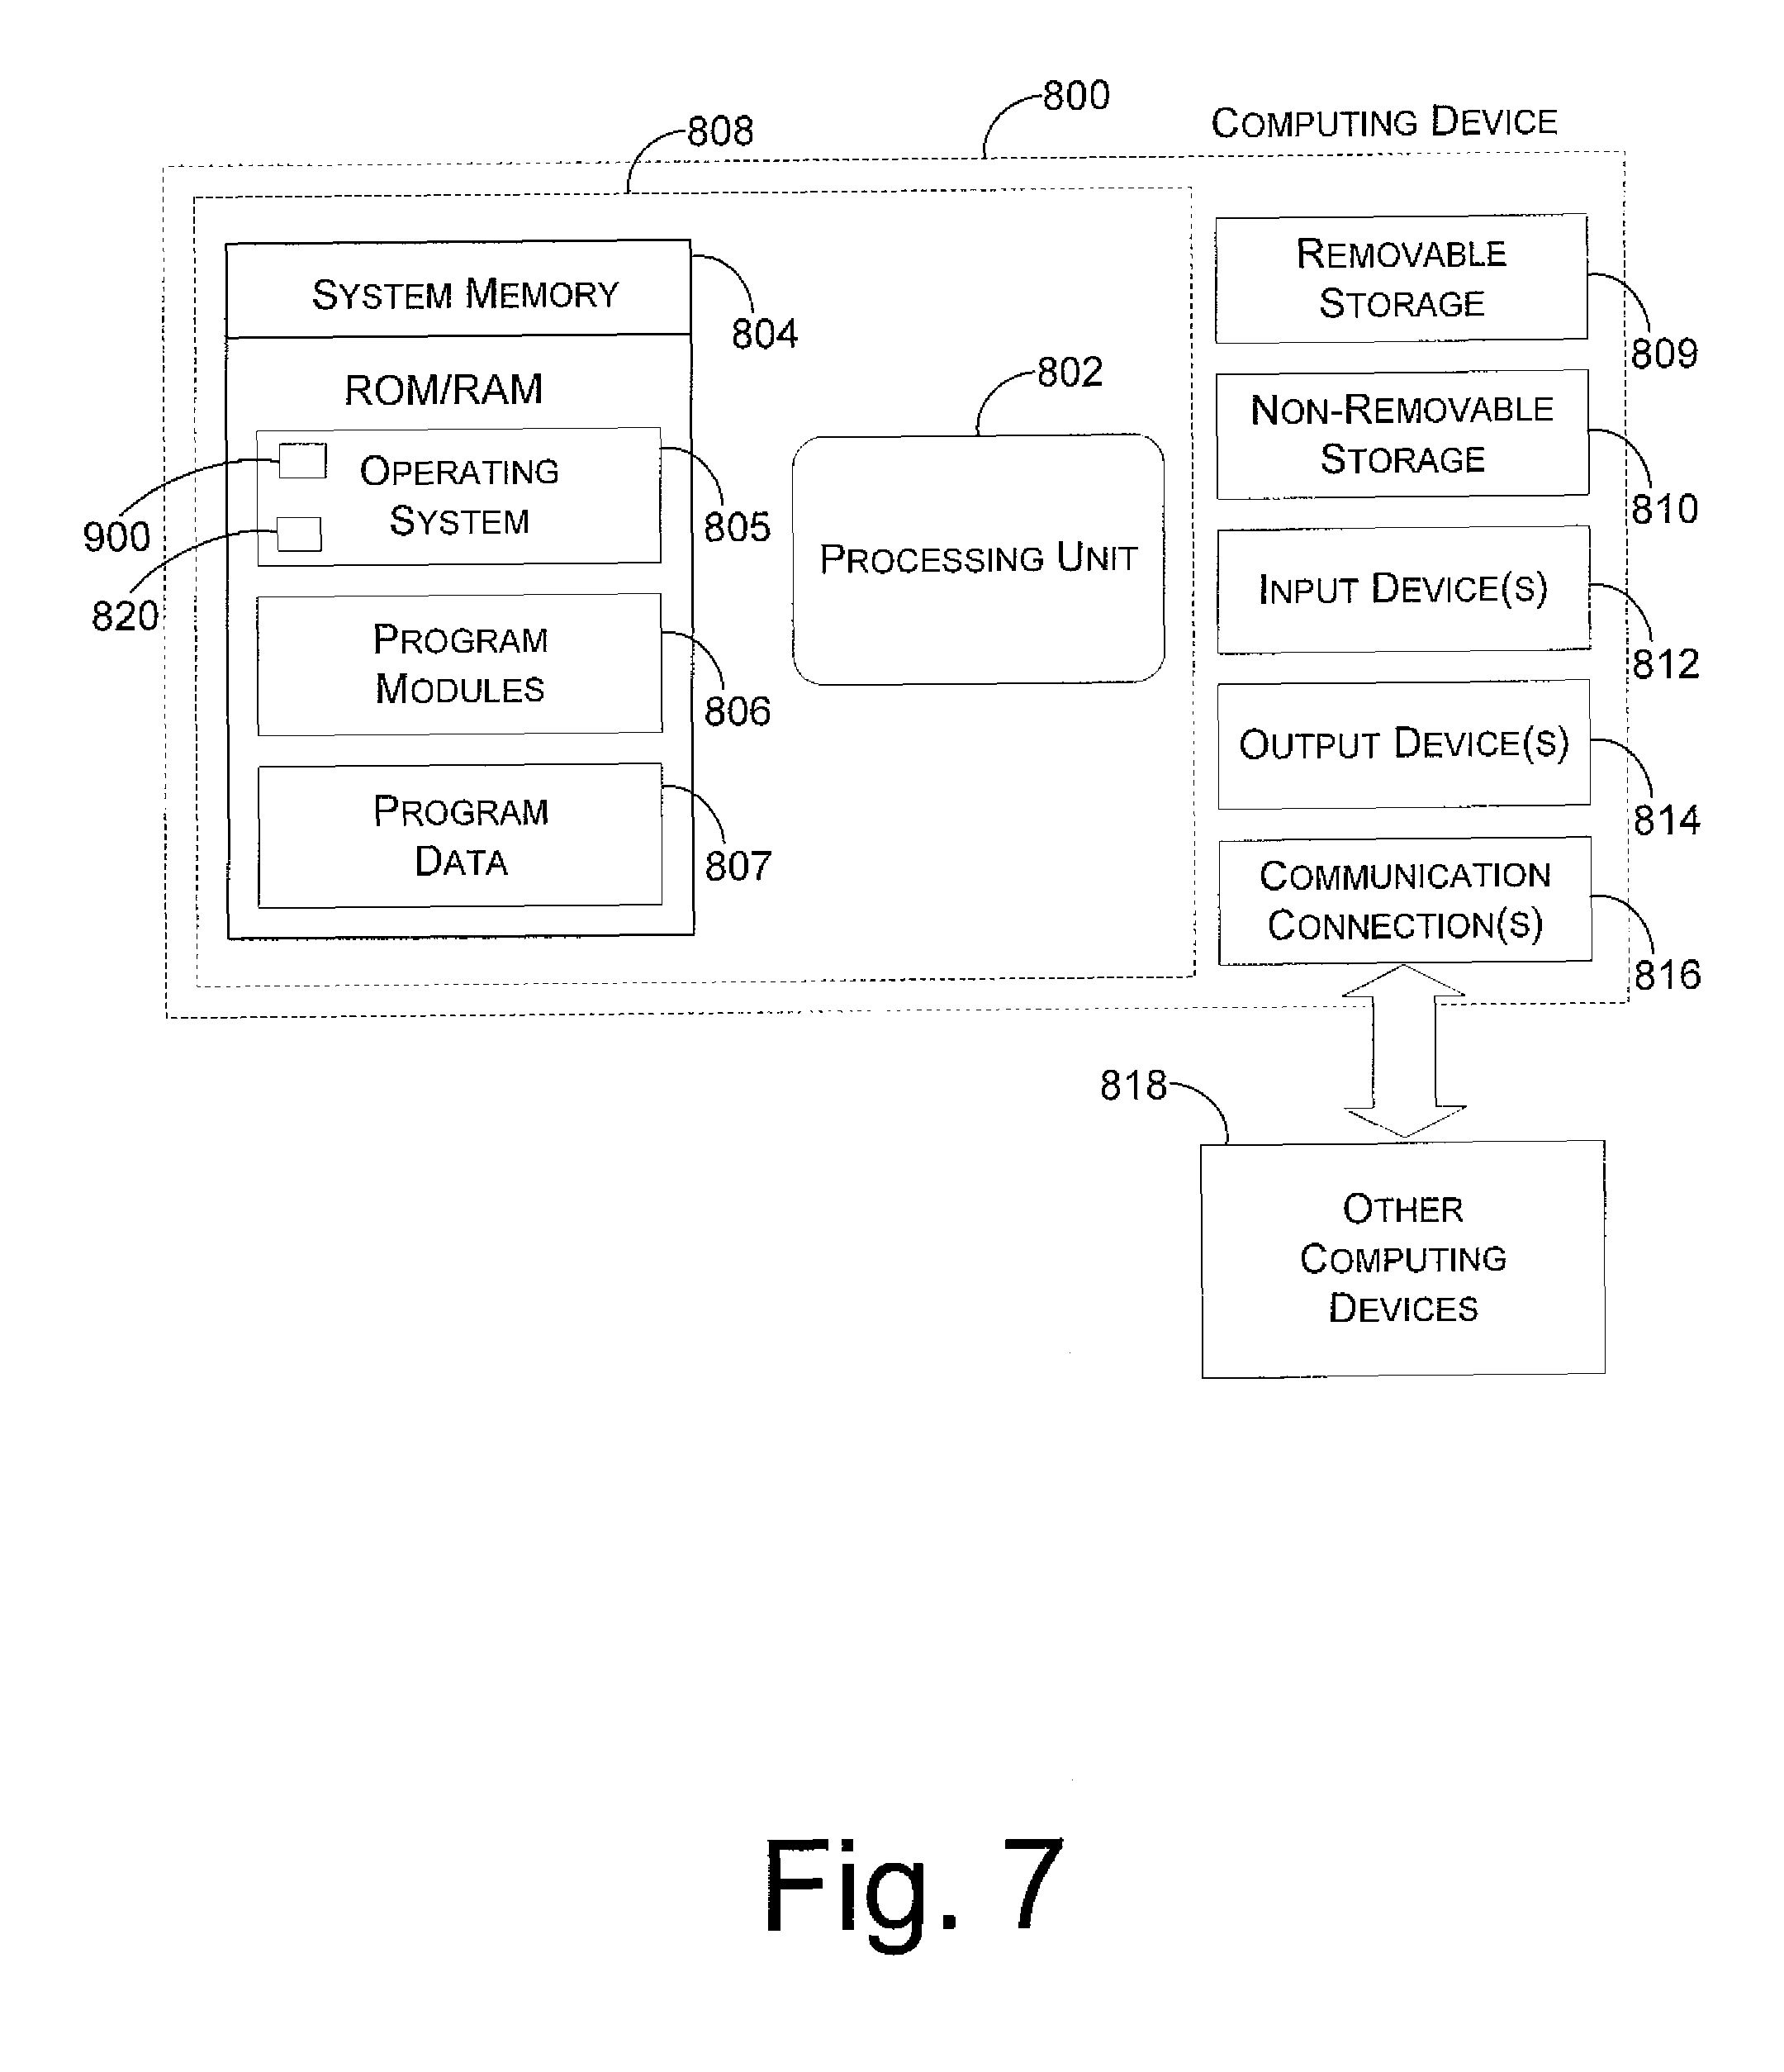 800
COMPUTING DEVICE
808
SYSTEM MEMORY
804
ROM/RAM
OPERATING
SYSTEM
900
820
805
PROGRAM
MODULES
806
PROGRAM
DATA
807
802
PROCESSING UNIT
REMOVABLE
STORAGE
809
NON-REMOVABLE
STORAGE
810
INPUT DEVICE(S)
812
OUTPUT DEVICE(S)
814
COMMUNICATION
CONNECTION(S)
816
818
OTHER
COMPUTING
DEVICES
Fig. 7